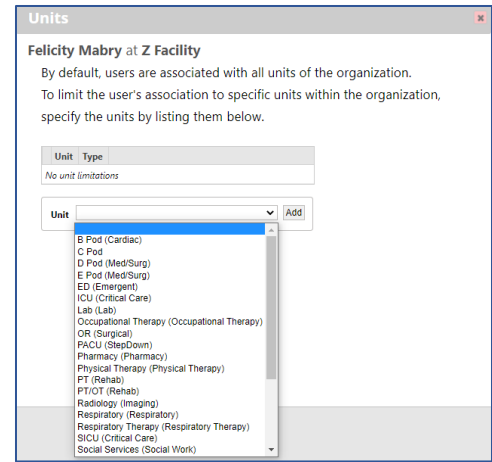 Units
Felicity Mabry at Z Facility
By default, users are associated with all units of the organization.
To limit the user's association to specific units within the organization,
specify the units by listing them below.
Unit Type
No unit limitations
Unit Add
B Pod (Cardiac)
C Pod
D Pod (Med/Surg)
E Pod (Med/Surg)
ED (Emergent)
ICU (Critical Care)
Lab (Lab)
Occupational Therapy (Occupational Therapy)
OR (Surgical)
PACU (StepDown)
Pharmacy (Pharmacy)
Physical Therapy (Physical Therapy)
PT (Rehab)
PT/OT (Rehab)
Radiology (Imaging)
Respiratory (Respiratory)
Respiratory Therapy (Respiratory Therapy)
SICU (Critical Care)
Social Services (Social Work)